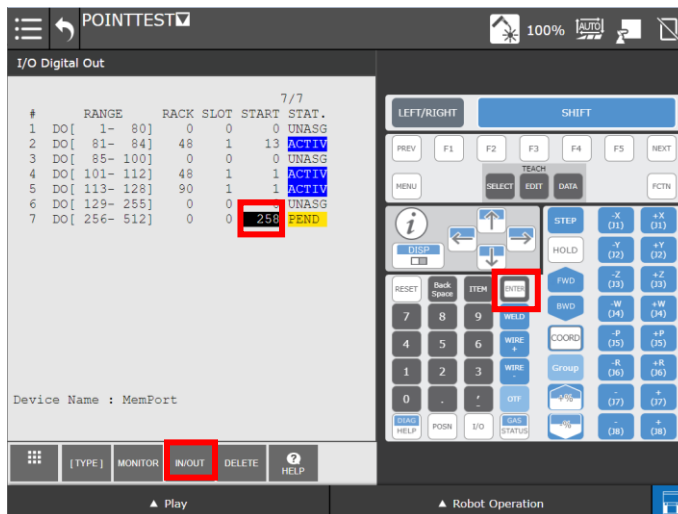 POINTTEST
100%
AUTO
I/O Digital Out
7/7
# RANGE RACK SLOT START STAT.
1 DO[ 1- 80] 0 0 0 UNASG
2 DO[ 81- 84] 48 1 13 ACTIV
3 DO[ 85- 100] 0 0 0 UNASG
4 DO[ 101- 112] 48 1 1 ACTIV
5 DO[ 113- 128] 90 1 1 ACTIV
6 DO[ 129- 255] 0 0 0 UNASG
7 DO[ 256- 512] 0 0 258 PEND
Device Name : MemPort
[ TYPE ] MONITOR IN/OUT DELETE ? HELP
▲ Play
▲ Robot Operation
LEFT/RIGHT SHIFT
PREV F1 F2 F3 F4 F5 NEXT
TEACH
MENU SELECT EDIT DATA FCTN
i
DISP
STEP -X (J1) +X (J1)
HOLD -Y (J2) +Y (J2)
RESET Back Space ITEM ENTER FWD -Z (J3) +Z (J3)
7 8 9 WELD BWD -W (J4) +W (J4)
4 5 6 WIRE + COORD -P (J5) +P (J5)
1 2 3 WIRE - Group -R (J6) +R (J6)
0 . OTF +% - (J7) + (J7)
DIAG HELP POSN I/O GAS STATUS -% - (J8) + (J8)